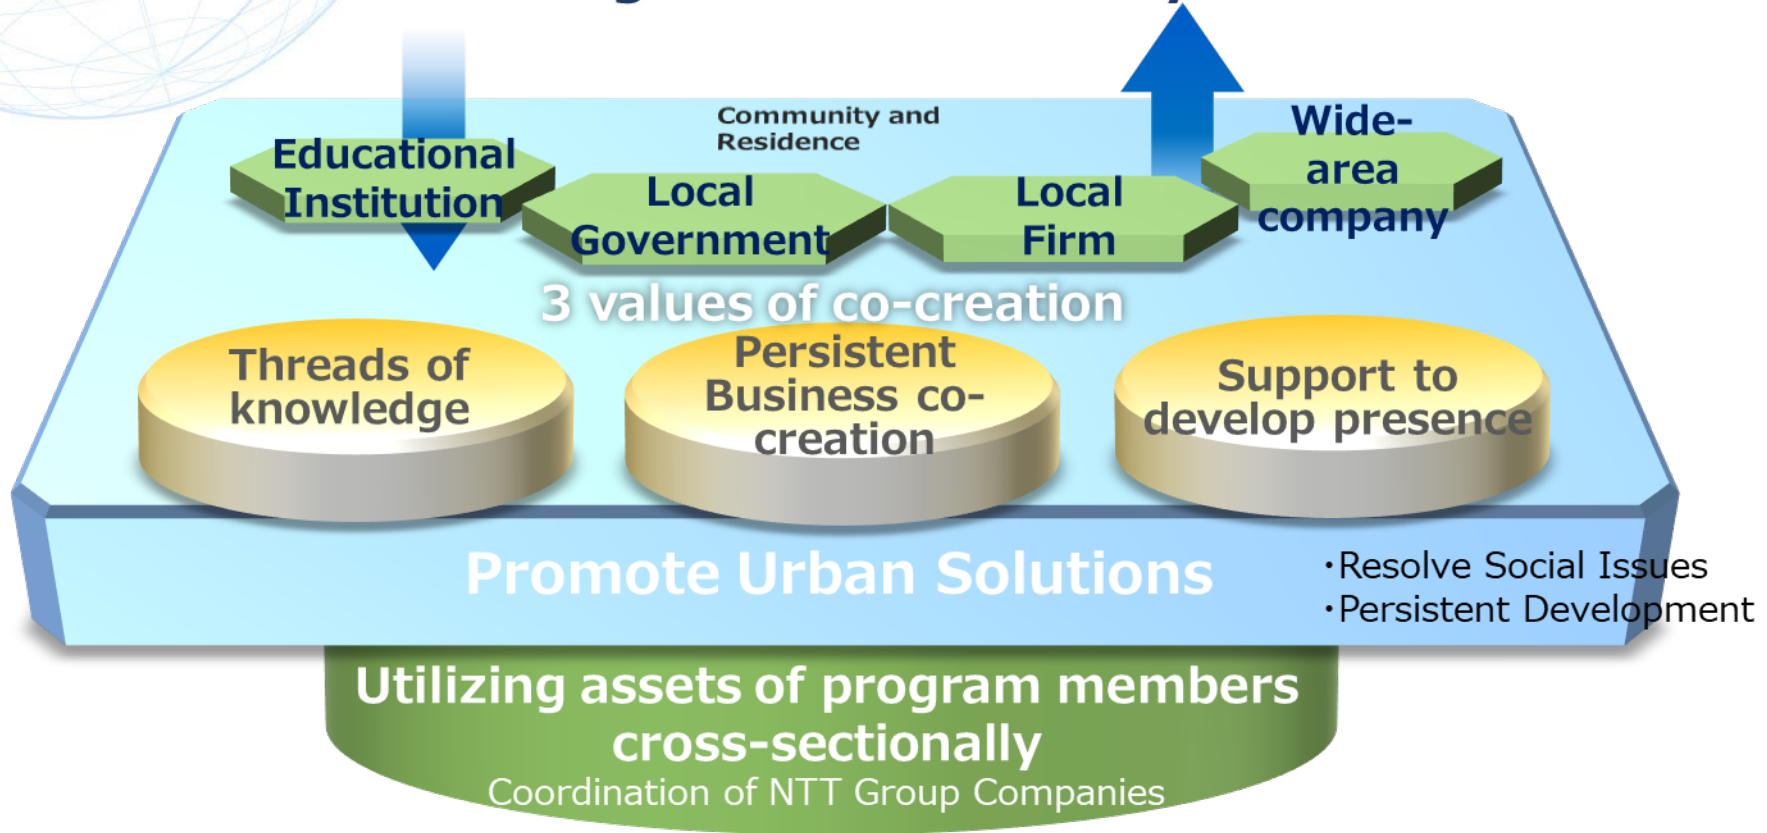 Community and
Residence
Educational
Institution
Local
Government
Local
Firm
Wide-
area
company
3 values of co-creation
Threads of
knowledge
Persistent
Business co-
creation
Support to
develop presence
Promote Urban Solutions
・Resolve Social Issues
・Persistent Development
Utilizing assets of program members
cross-sectionally
Coordination of NTT Group Companies